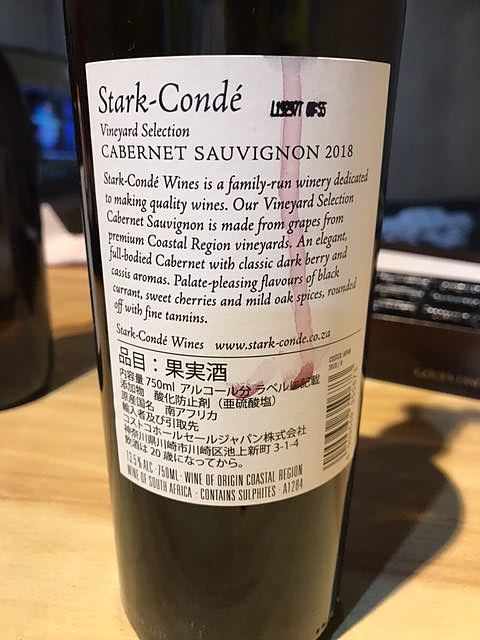 Stark-Condé
Vineyard Selection
CABERNET SAUVIGNON 2018
Stark-Condé Wines is a family-run winery dedicated
to making quality wines. Our Vineyard Selection
Cabernet Sauvignon is made from grapes from
premium Coastal Region vineyards. An elegant,
full-bodied Cabernet with classic dark berry and
cassis aromas. Palate-pleasing flavours of black
currant, sweet cherries and mild oak spices, rounded
off with fine tannins.
Stark-Condé Wines www.stark-conde.co.za
品目：果実酒
内容量 750ml アルコール分 ラベルに記載
添加物 酸化防止剤（亜硫酸塩）
原産国名 南アフリカ
輸入者及び引取先
コストコホールセールジャパン株式会社
神奈川県川崎市川崎区池上新町 3-1-4
飲酒は 20 歳になってから。
13.5% ALC · 750ML · WINE OF ORIGIN COASTAL REGION
WINE OF SOUTH AFRICA · CONTAINS SULPHITES · A1284